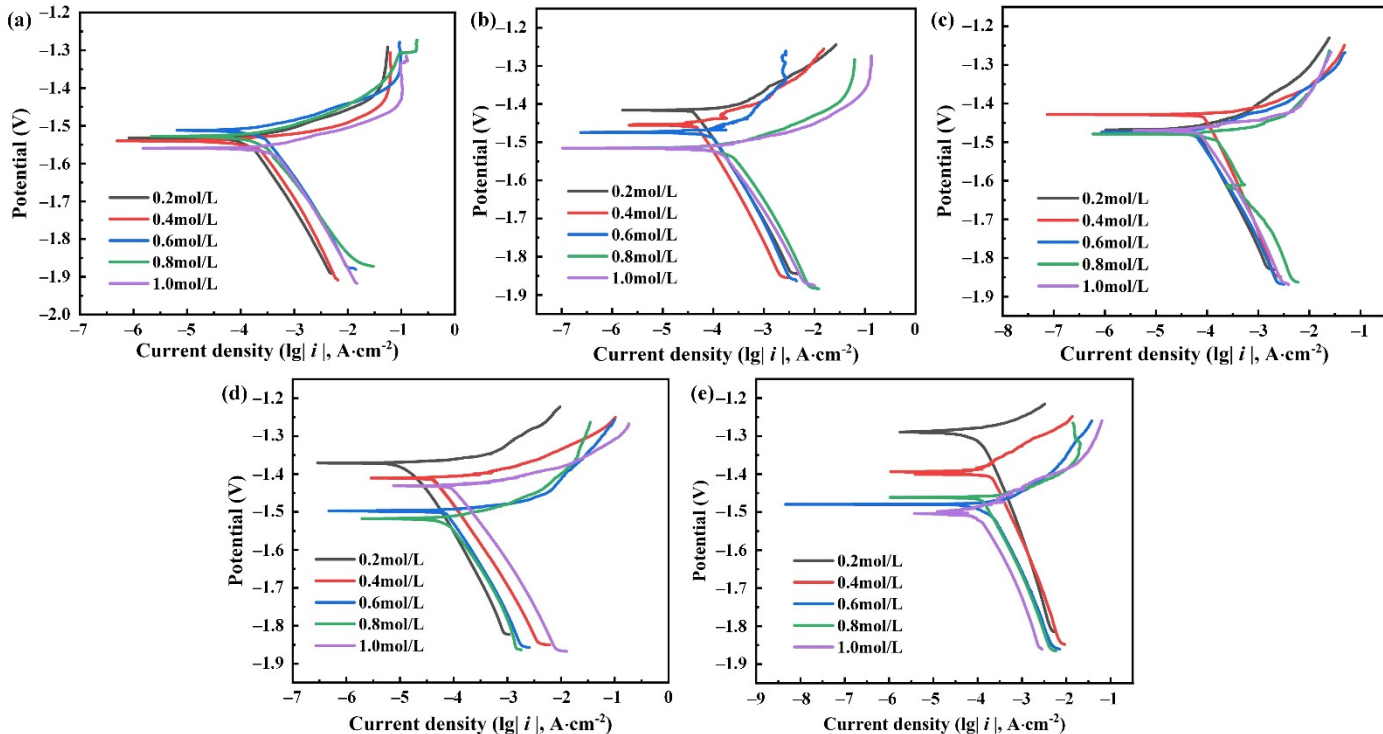 (a)
Potential (V)
–1.2
–1.3
–1.4
–1.5
–1.6
–1.7
–1.8
–1.9
–2.0
0.2mol/L
0.4mol/L
0.6mol/L
0.8mol/L
1.0mol/L
–7 –6 –5 –4 –3 –2 –1 0
Current density (lg| i |, A·cm⁻²)
(b)
Potential (V)
–1.2
–1.3
–1.4
–1.5
–1.6
–1.7
–1.8
–1.9
0.2mol/L
0.4mol/L
0.6mol/L
0.8mol/L
1.0mol/L
–7 –6 –5 –4 –3 –2 –1 0
Current density (lg| i |, A·cm⁻²)
(c)
Potential (V)
–1.2
–1.3
–1.4
–1.5
–1.6
–1.7
–1.8
–1.9
0.2mol/L
0.4mol/L
0.6mol/L
0.8mol/L
1.0mol/L
–8 –7 –6 –5 –4 –3 –2 –1
Current density (lg| i |, A·cm⁻²)
(d)
Potential (V)
–1.2
–1.3
–1.4
–1.5
–1.6
–1.7
–1.8
–1.9
0.2mol/L
0.4mol/L
0.6mol/L
0.8mol/L
1.0mol/L
–7 –6 –5 –4 –3 –2 –1 0
Current density (lg| i |, A·cm⁻²)
(e)
Potential (V)
–1.2
–1.3
–1.4
–1.5
–1.6
–1.7
–1.8
–1.9
0.2mol/L
0.4mol/L
0.6mol/L
0.8mol/L
1.0mol/L
–9 –8 –7 –6 –5 –4 –3 –2 –1
Current density (lg| i |, A·cm⁻²)